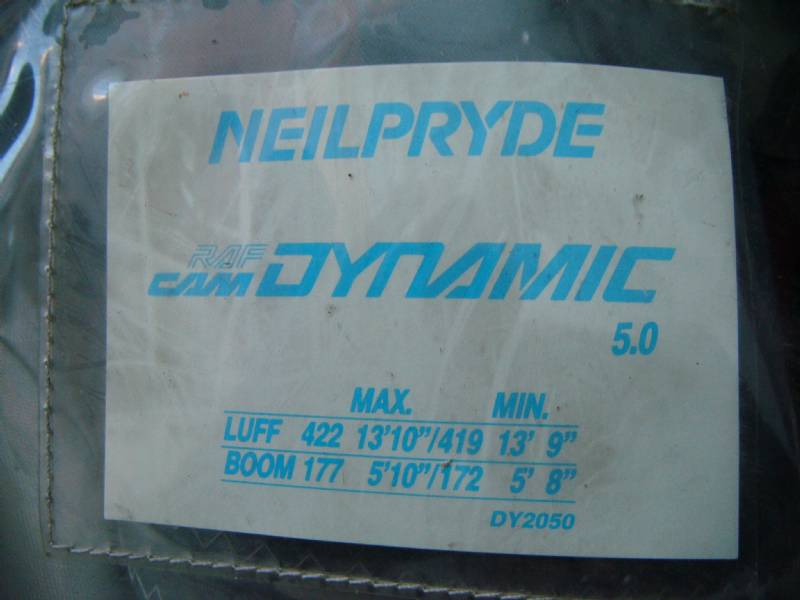 NEILPRYDE
RAF
CAM DYNAMIC
5.0
MAX. MIN.
LUFF 422 13'10"/419 13' 9"
BOOM 177 5'10"/172 5' 8"
DY2050